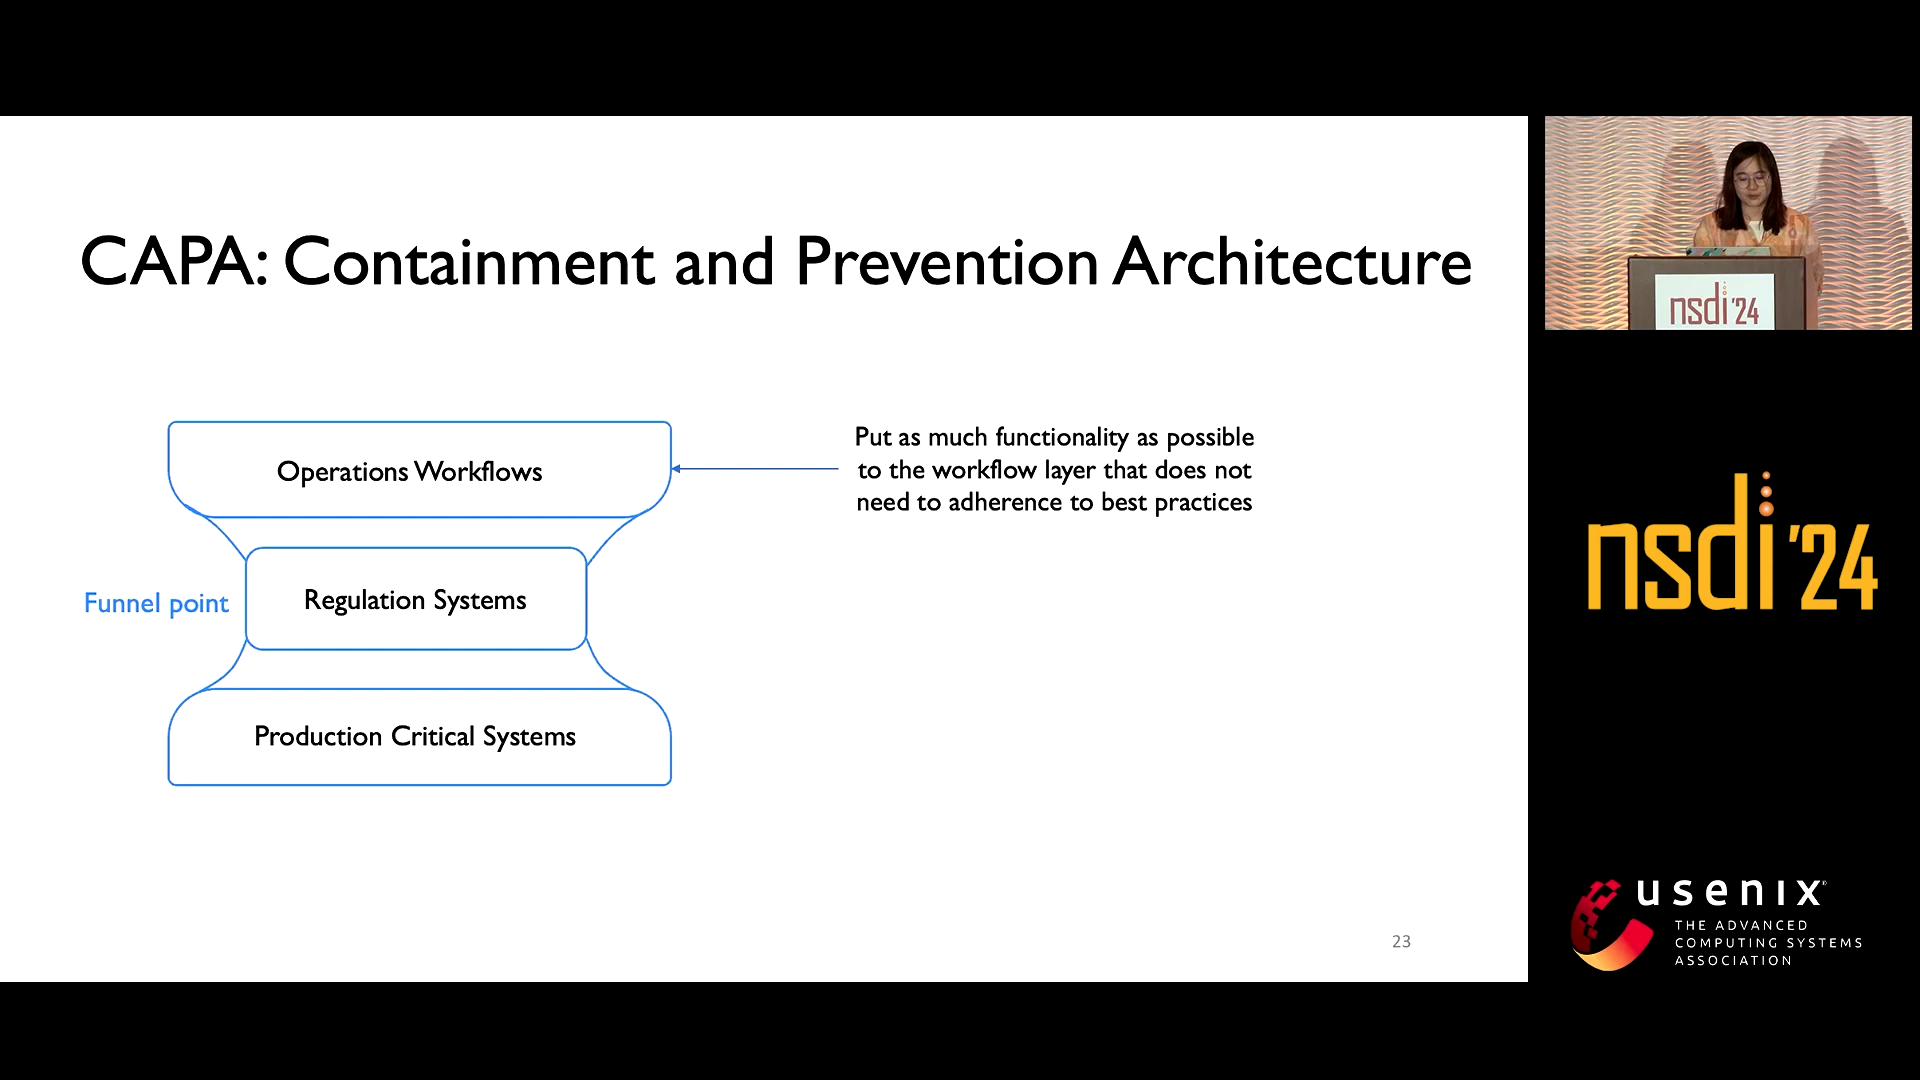 CAPA: Containment and Prevention Architecture
Operations Workflows
Put as much functionality as possible
to the workflow layer that does not
need to adherence to best practices
Funnel point
Regulation Systems
Production Critical Systems
23
nsdi '24
nsdi '24
usenix®
THE ADVANCED
COMPUTING SYSTEMS
ASSOCIATION